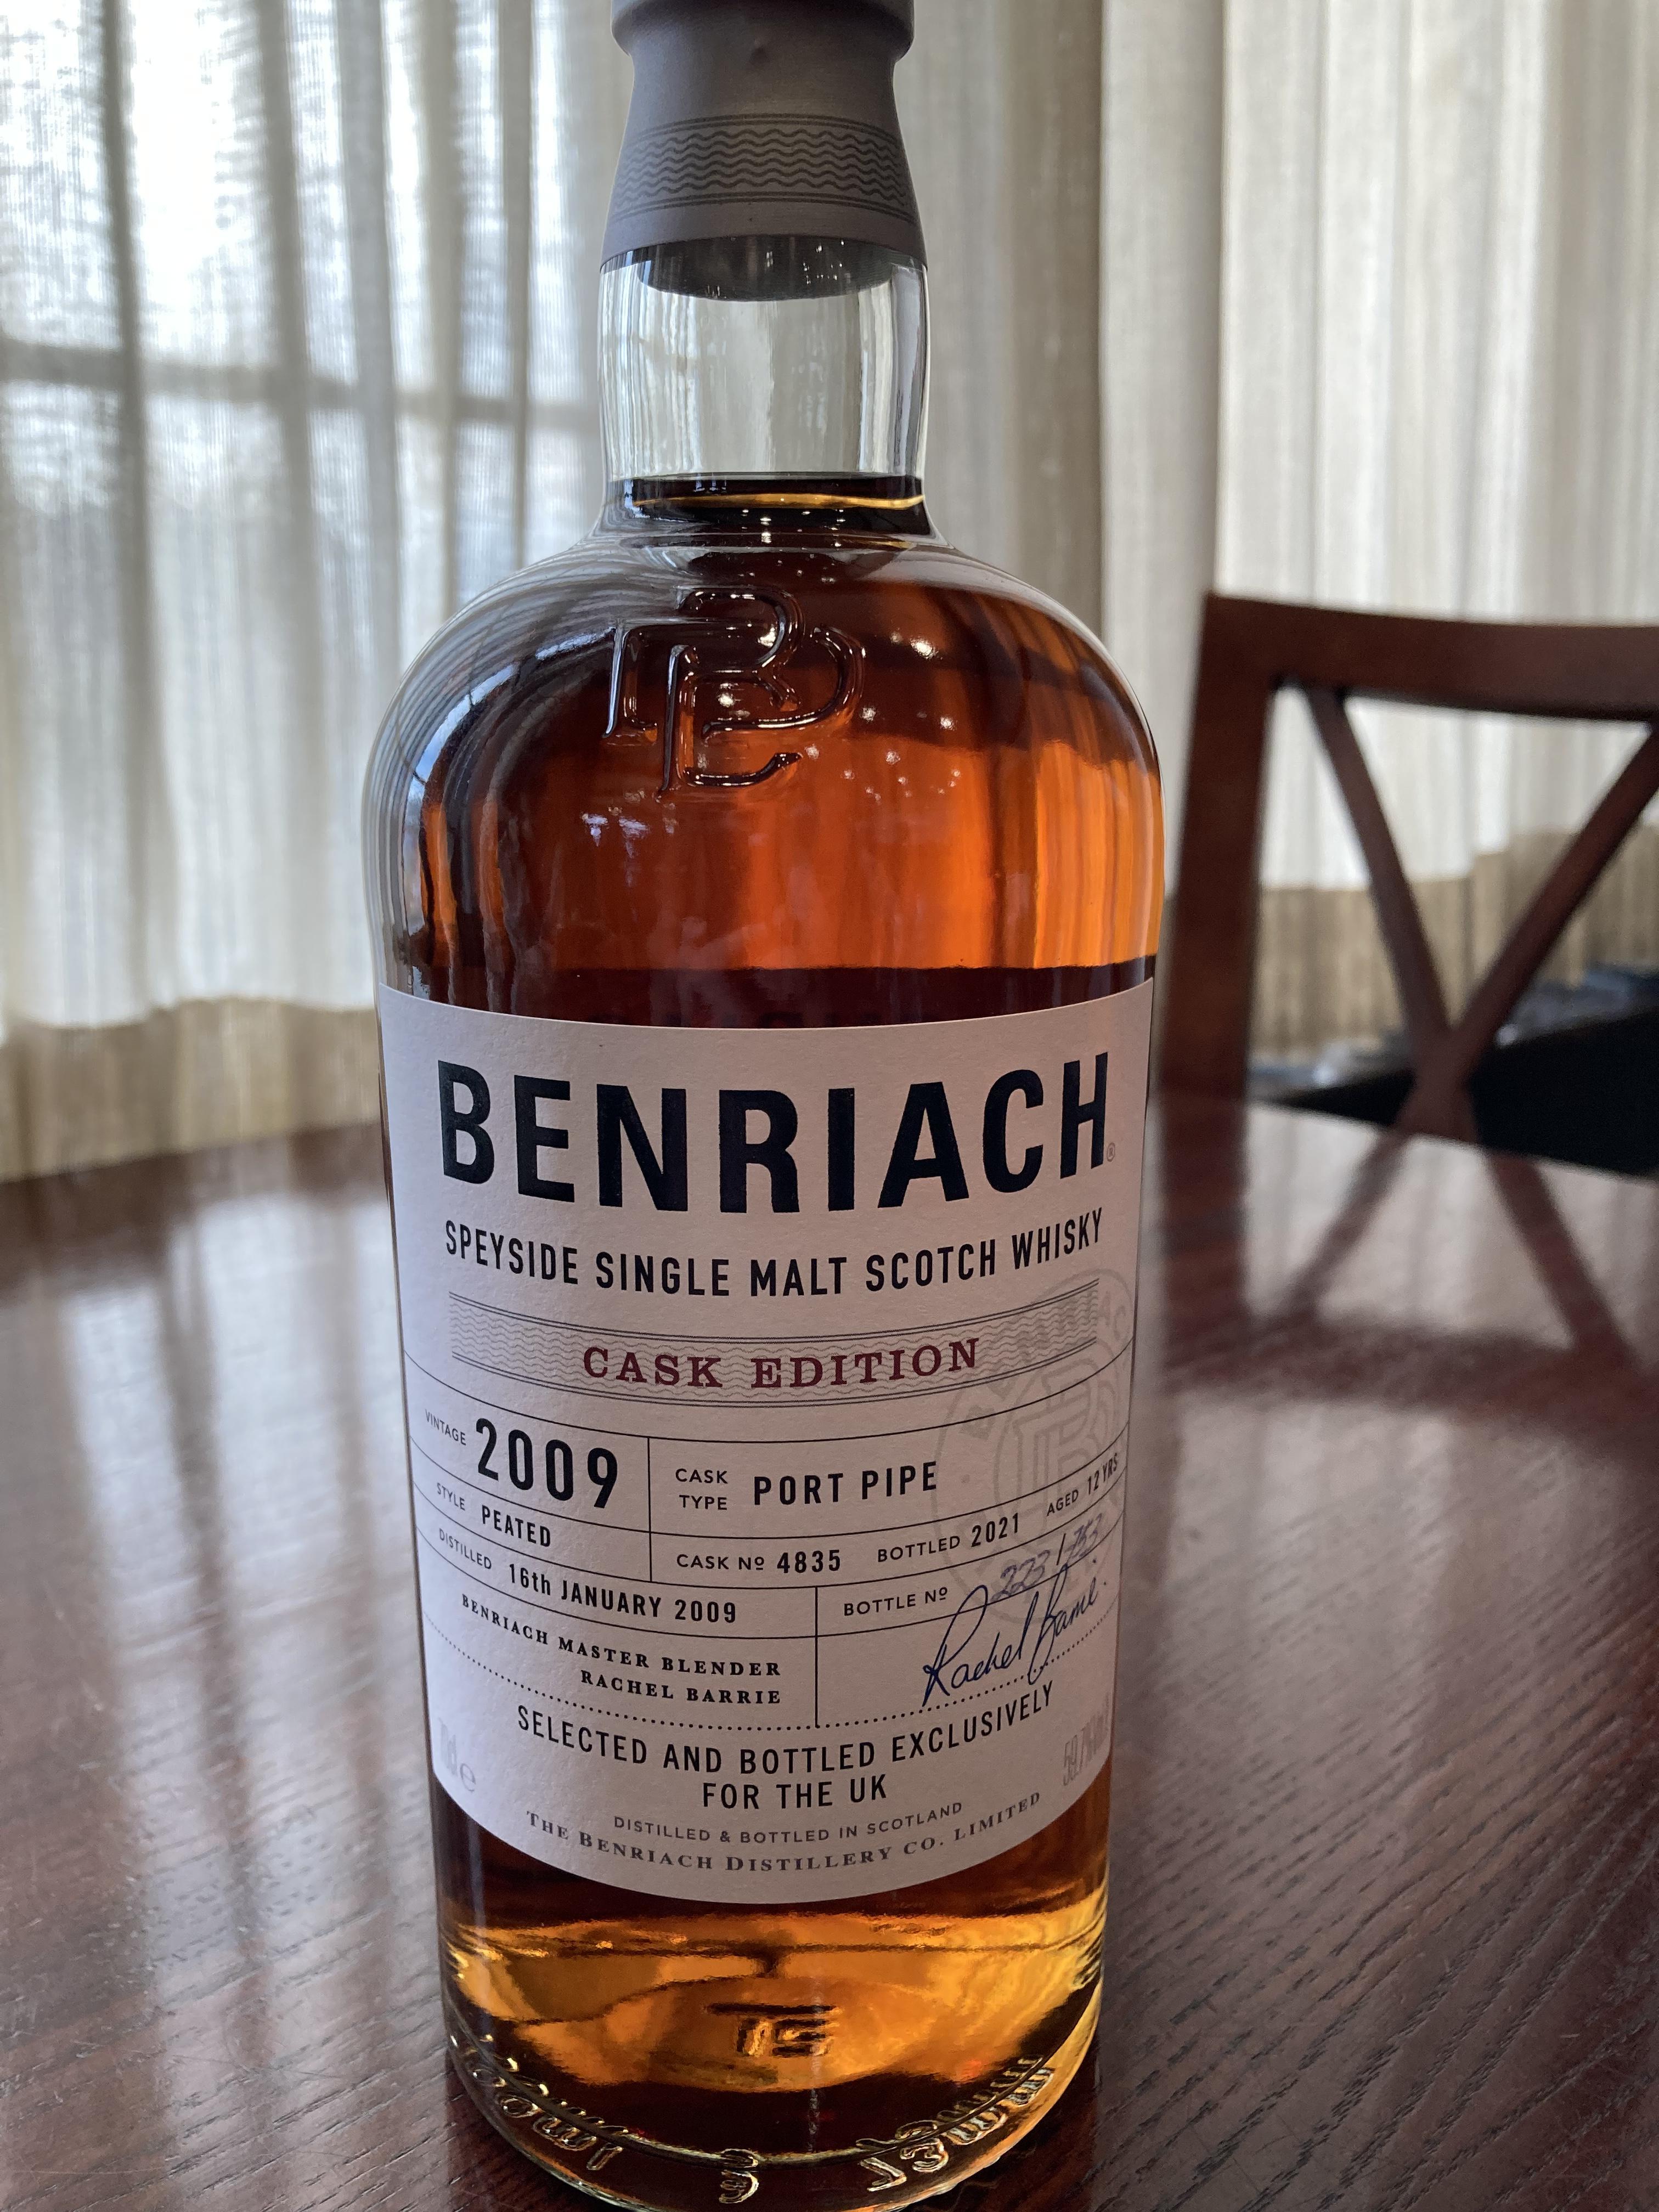 BENRIACH®
SPEYSIDE SINGLE MALT SCOTCH WHISKY
CASK EDITION
VINTAGE 2009
CASK TYPE PORT PIPE
STYLE PEATED
CASK Nº 4835 BOTTLED 2021 AGED 12 YRS
DISTILLED 16th JANUARY 2009
BOTTLE Nº 223/753
BENRIACH MASTER BLENDER
RACHEL BARRIE
Rachel Barrie
SELECTED AND BOTTLED EXCLUSIVELY
FOR THE UK
DISTILLED & BOTTLED IN SCOTLAND
THE BENRIACH DISTILLERY CO. LIMITED